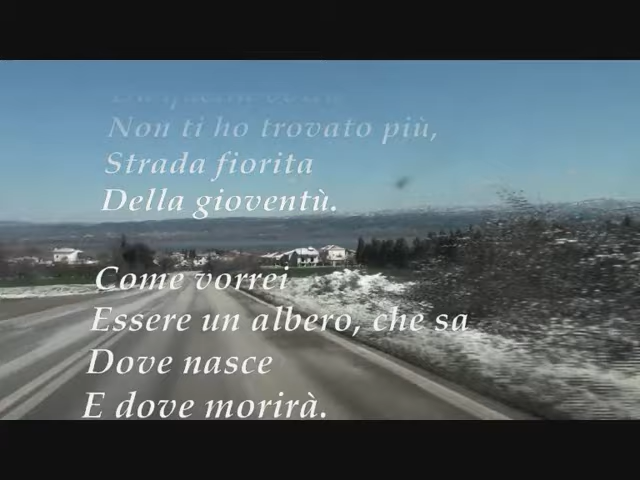 Non ti ho trovato più,
Strada fiorita
Della gioventù.
Come vorrei
Essere un albero, che sa
Dove nasce
E dove morirà.